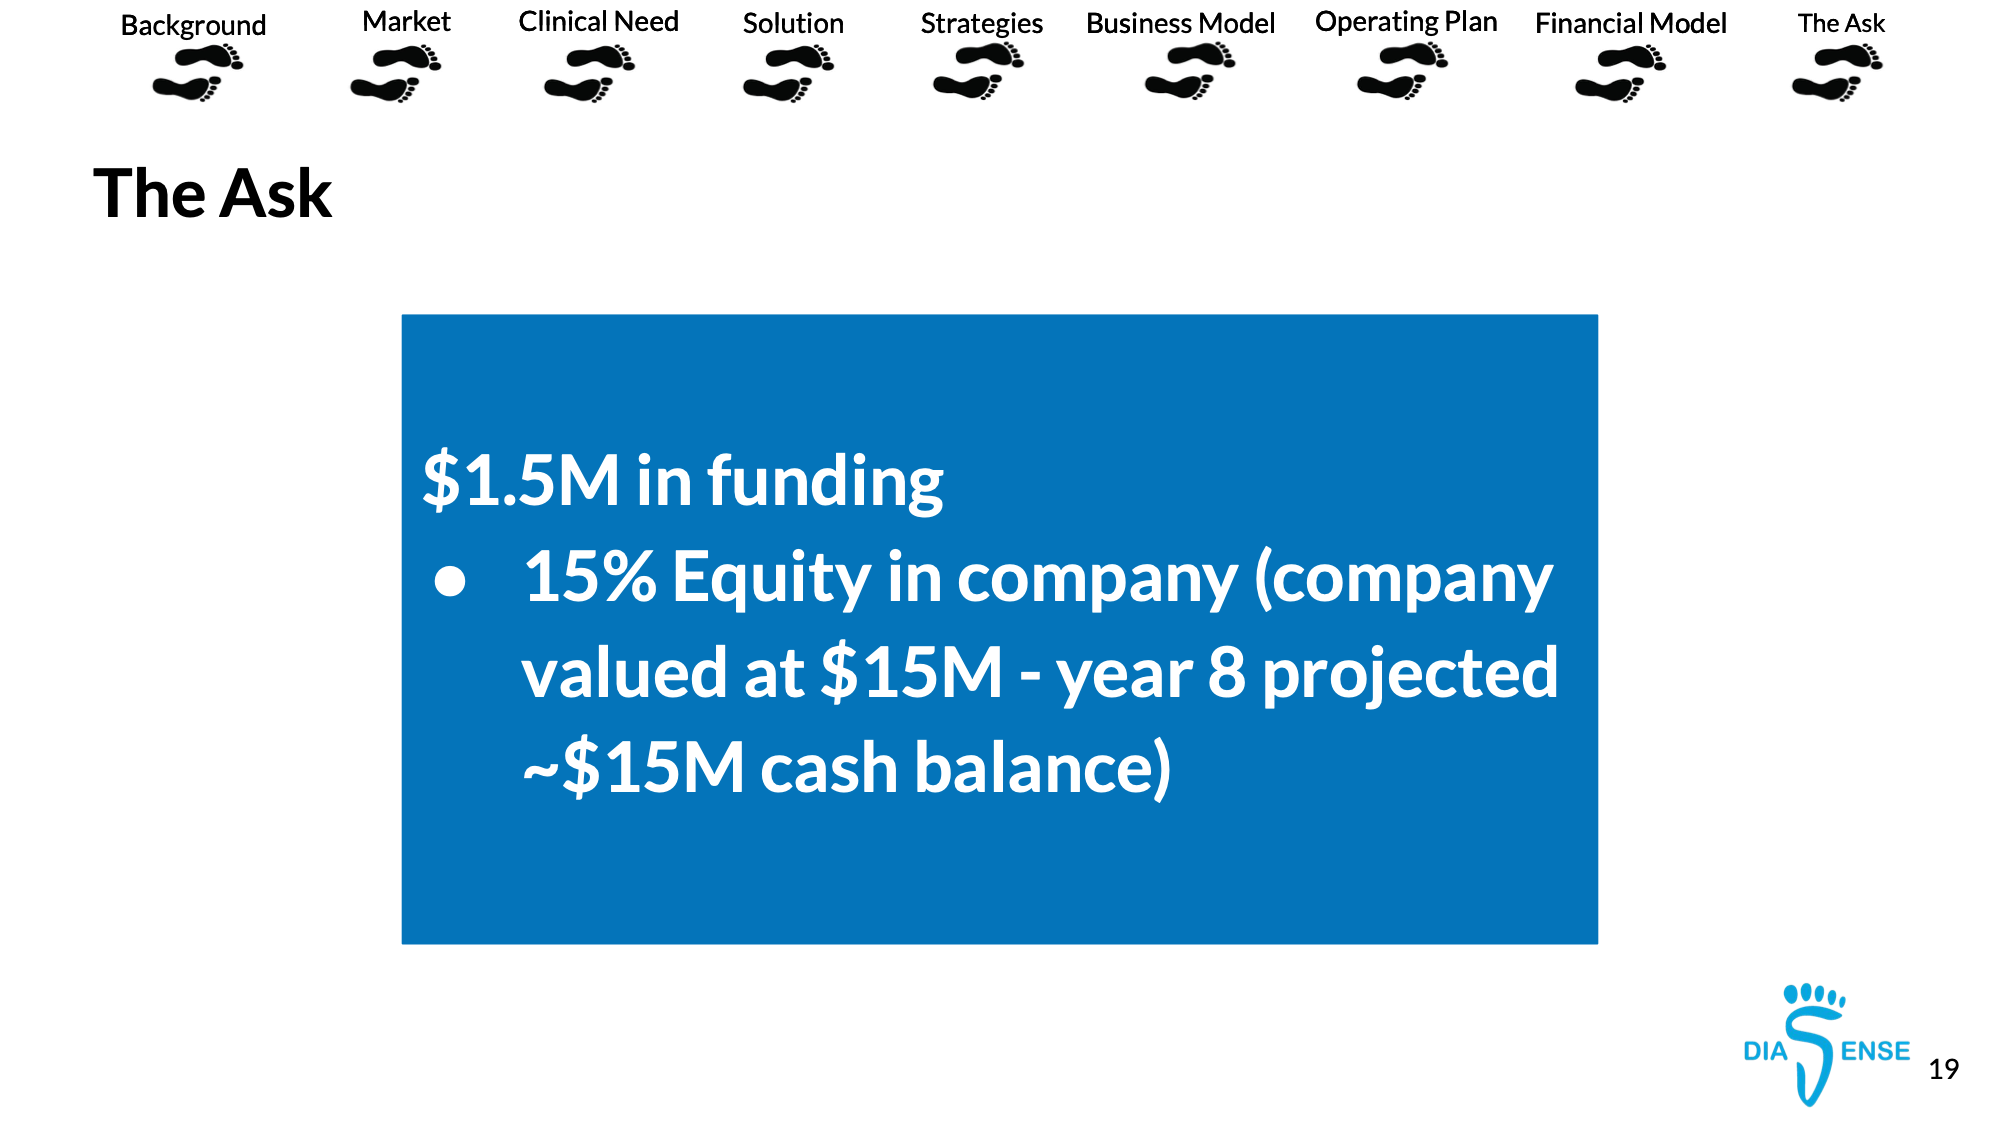 Background Market Clinical Need Solution Strategies Business Model Operating Plan Financial Model The Ask
The Ask
$1.5M in funding
● 15% Equity in company (company
valued at $15M - year 8 projected
~$15M cash balance)
DIA SENSE
19